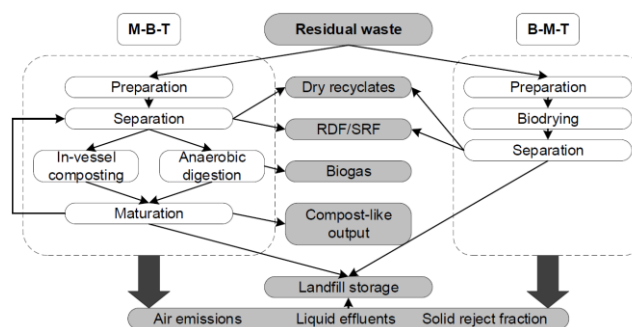 M-B-T
Residual waste
B-M-T
Preparation
Separation
In-vessel
composting
Anaerobic
digestion
Maturation
Dry recyclates
RDF/SRF
Biogas
Compost-like
output
Preparation
Biodrying
Separation
Landfill storage
Air emissions
Liquid effluents
Solid reject fraction